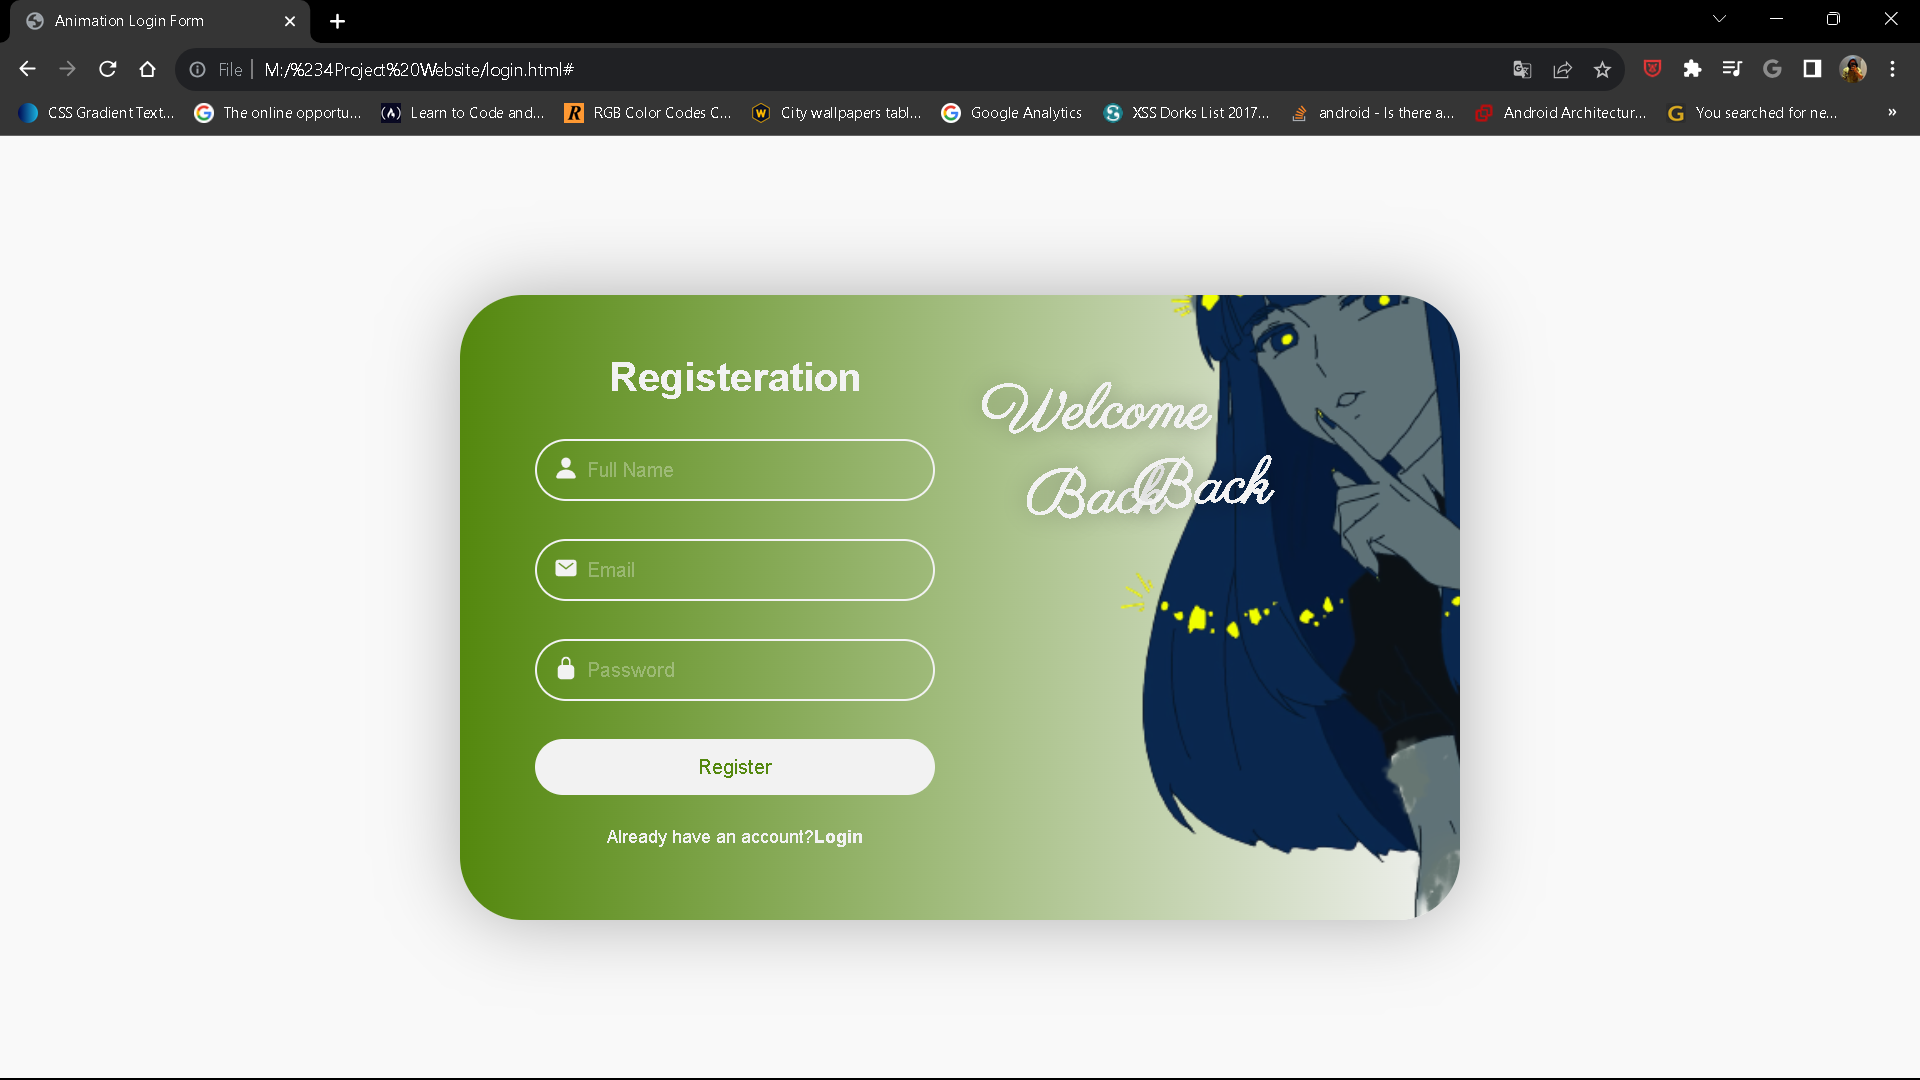 Animation Login Form
File | M:/%234Project%20Website/login.html#
CSS Gradient Text... The online opportu... Learn to Code and... RGB Color Codes C... City wallpapers tabl... Google Analytics XSS Dorks List 2017... android - Is there a... Android Architectur... You searched for ne... »
Registeration
Full Name
Email
Password
Register
Already have an account?Login
Welcome
Back
Back